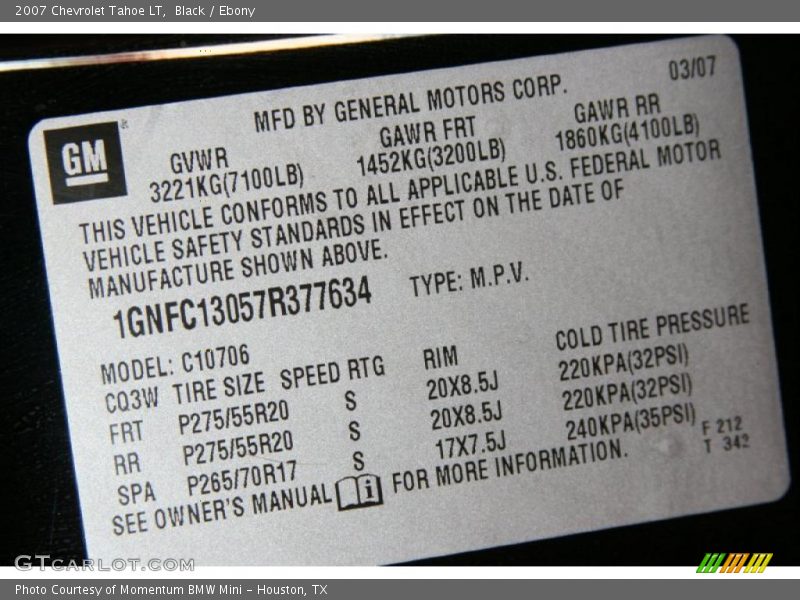 2007 Chevrolet Tahoe LT, Black / Ebony
03/07
MFD BY GENERAL MOTORS CORP.
GM
GVWR GAWR FRT GAWR RR
3221KG(7100LB) 1452KG(3200LB) 1860KG(4100LB)
THIS VEHICLE CONFORMS TO ALL APPLICABLE U.S. FEDERAL MOTOR
VEHICLE SAFETY STANDARDS IN EFFECT ON THE DATE OF
MANUFACTURE SHOWN ABOVE.
1GNFC13057R377634 TYPE: M.P.V.
MODEL: C10706
CQ3W TIRE SIZE SPEED RTG RIM COLD TIRE PRESSURE
FRT P275/55R20 S 20X8.5J 220KPA(32PSI)
RR P275/55R20 S 20X8.5J 220KPA(32PSI)
SPA P265/70R17 S 17X7.5J 240KPA(35PSI)
F 212
T 342
SEE OWNER'S MANUAL i FOR MORE INFORMATION.
GTCARLOT.COM
Photo Courtesy of Momentum BMW Mini - Houston, TX